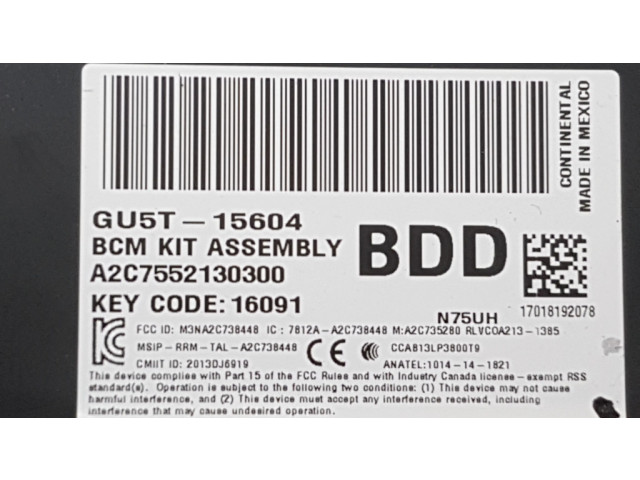 CONTINENTAL
MADE IN MEXICO
GU5T-15604
BCM KIT ASSEMBLY
BDD
A2C7552130300
KEY CODE:16091
N75UH
17018192078
FCC ID: M3NA2C738448 IC : 7812A-A2C738448 M:A2C735280 RLVCOA213-1385
MSIP-RRM-TAL-A2C738448 CE CCAB13LP3800T9
CMIIT ID: 2013DJ6919 ANATEL:1014-14-1821
This device complies with Part 15 of the FCC Rules and with Industry Canada license-exempt RSS
standard(s). Operation is subject to the following two conditions: (1) This device may not cause
harmful interference, and (2) This device must accept any interference received, including
interference that may cause undesired operation.